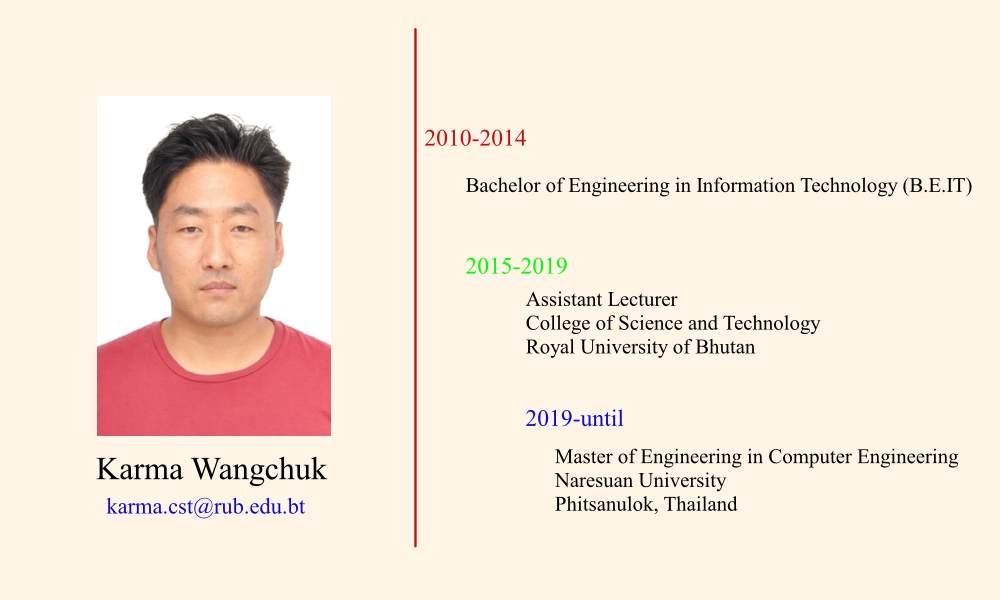 Karma Wangchuk
karma.cst@rub.edu.bt
2010-2014
Bachelor of Engineering in Information Technology (B.E.IT)
2015-2019
Assistant Lecturer
College of Science and Technology
Royal University of Bhutan
2019-until
Master of Engineering in Computer Engineering
Naresuan University
Phitsanulok, Thailand